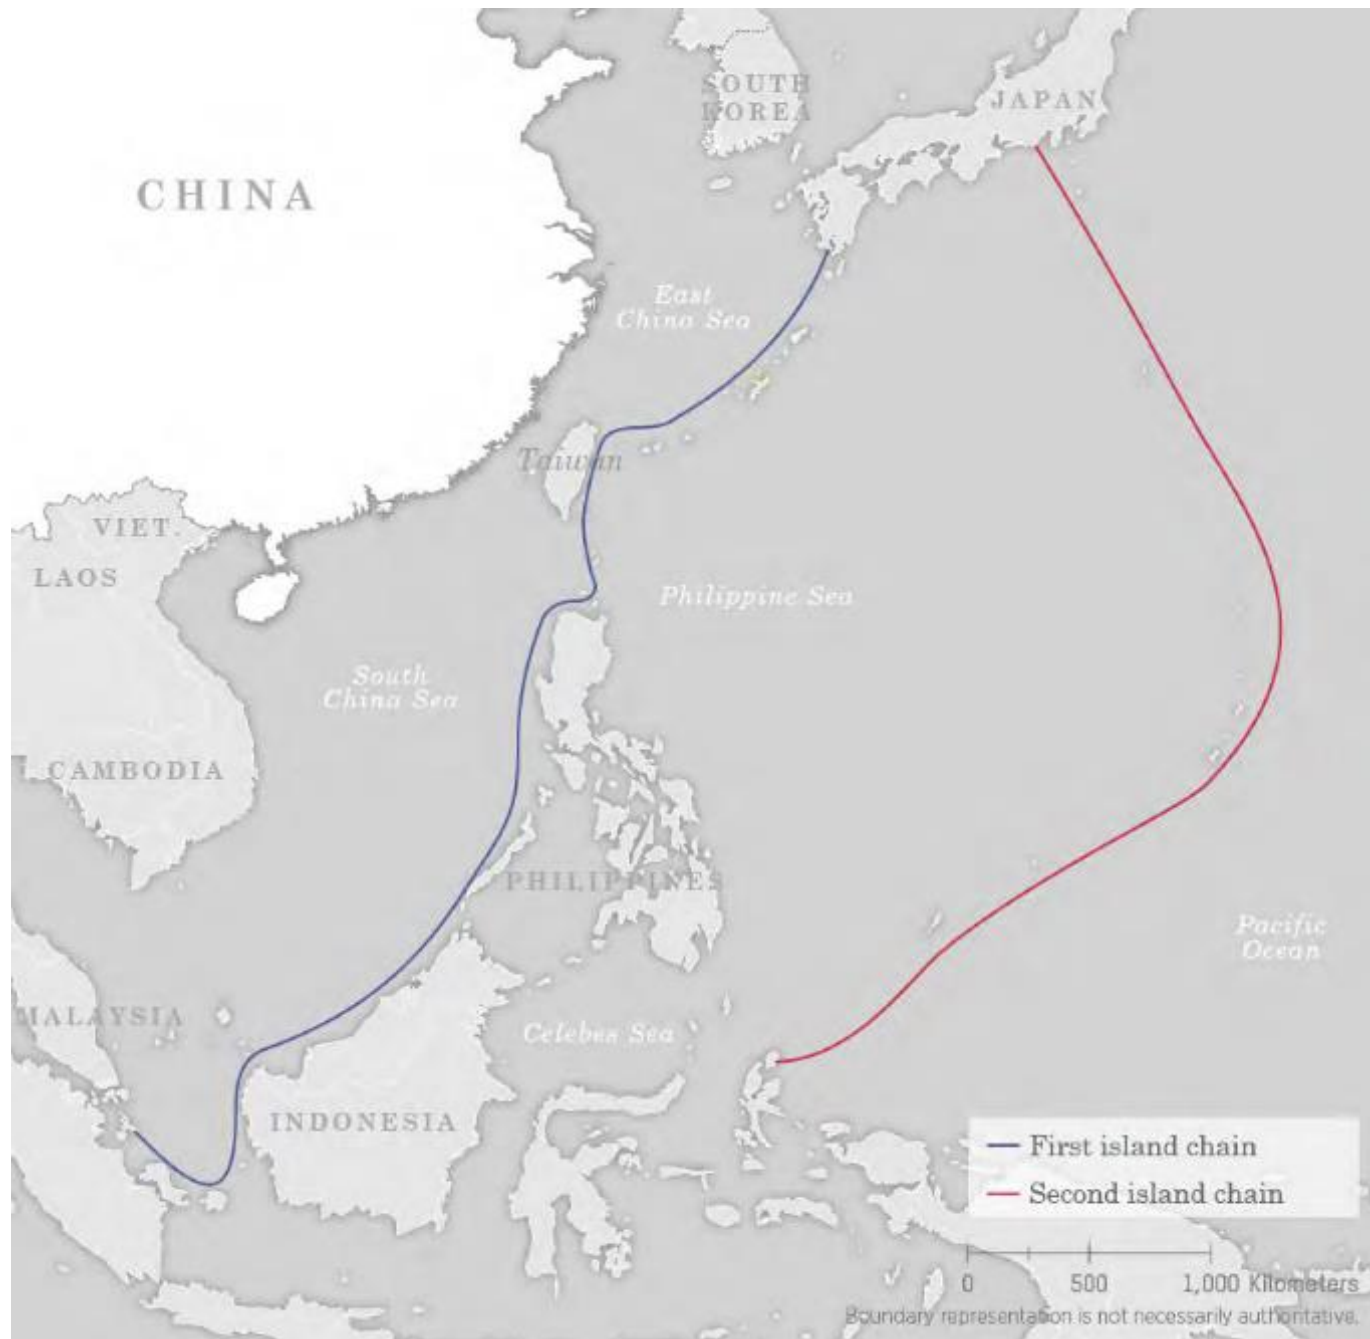 SOUTH
KOREA
JAPAN
CHINA
East
China Sea
Taiwan
VIET.
LAOS
Philippine Sea
South
China Sea
CAMBODIA
PHILIPPINES
Pacific
Ocean
MALAYSIA
Celebes Sea
INDONESIA
First island chain
Second island chain
0 500 1,000 Kilometers
Boundary representation is not necessarily authoritative.